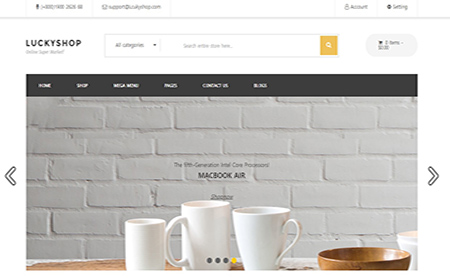 (+800)1900 2626 68
support@Luckyshop.com
Account
Setting
LUCKYSHOP
Online Super Market!
All categories
Search entire store here...
0 items -
$0.00
HOME
SHOP
MEGA MENU
PAGES
CONTACT US
BLOGS
The fifth-Generation Intel Core Processors!
MACBOOK AIR
Shopnow